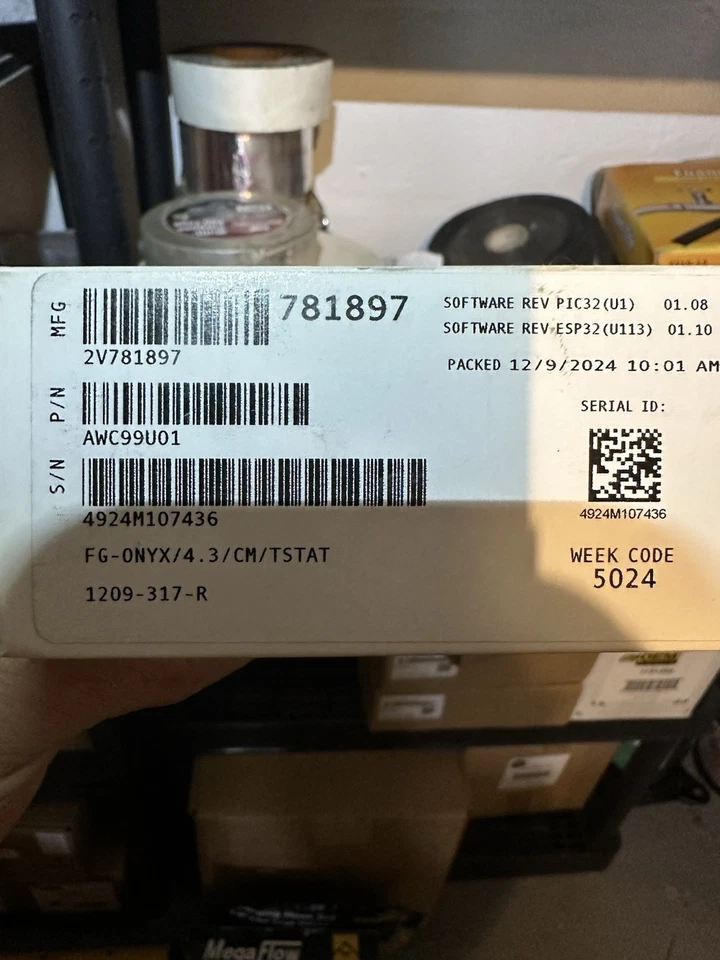 MFG
781897
2V781897
P/N
AWC99U01
S/N
4924M107436
FG-ONYX/4.3/CM/TSTAT
1209-317-R
SOFTWARE REV PIC32(U1) 01.08
SOFTWARE REV ESP32(U113) 01.10
PACKED 12/9/2024 10:01 AM
SERIAL ID:
4924M107436
WEEK CODE
5024
MegaFlow